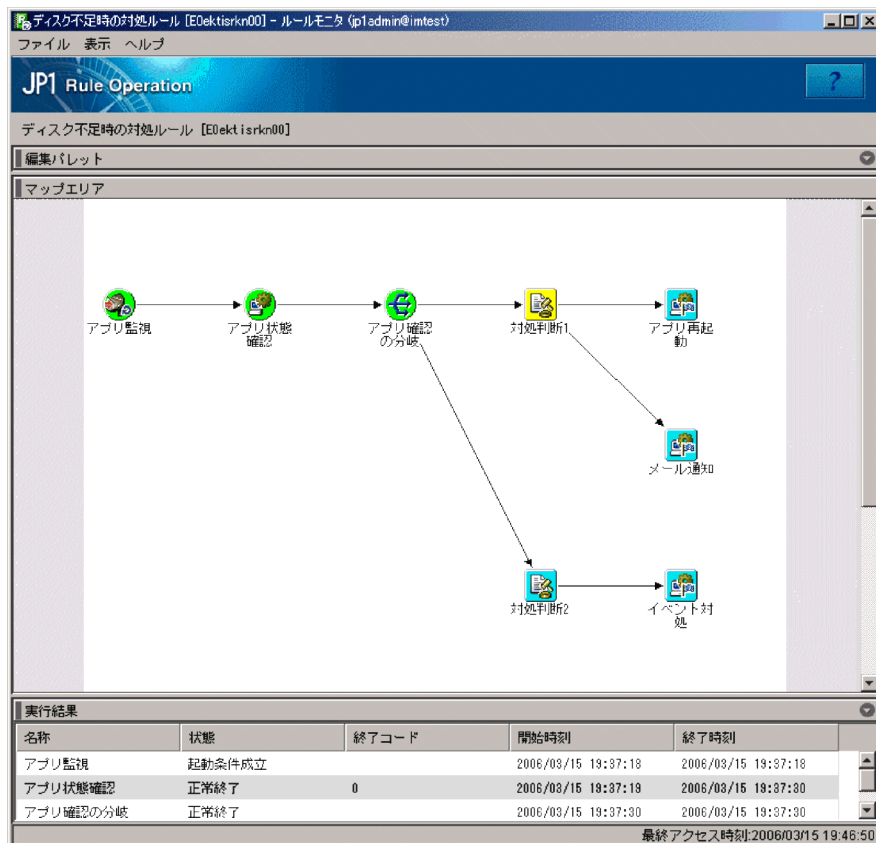 ディスク不足時の対処ルール [E0ektisrkn00] - ルールモニタ (jp1admin@imtest)
ファイル 表示 ヘルプ
JP1 Rule Operation
?
ディスク不足時の対処ルール [E0ektisrkn00]
編集パレット
マップエリア
アプリ監視
アプリ状態
確認
アプリ確認
の分岐
対処判断1
アプリ再起
動
メール通知
対処判断2
イベント対
処
実行結果
名称 状態 終了コード 開始時刻 終了時刻
アプリ監視 起動条件成立 2006/03/15 19:37:18 2006/03/15 19:37:18
アプリ状態確認 正常終了 0 2006/03/15 19:37:19 2006/03/15 19:37:30
アプリ確認の分岐 正常終了 2006/03/15 19:37:30 2006/03/15 19:37:30
最終アクセス時刻:2006/03/15 19:46:50